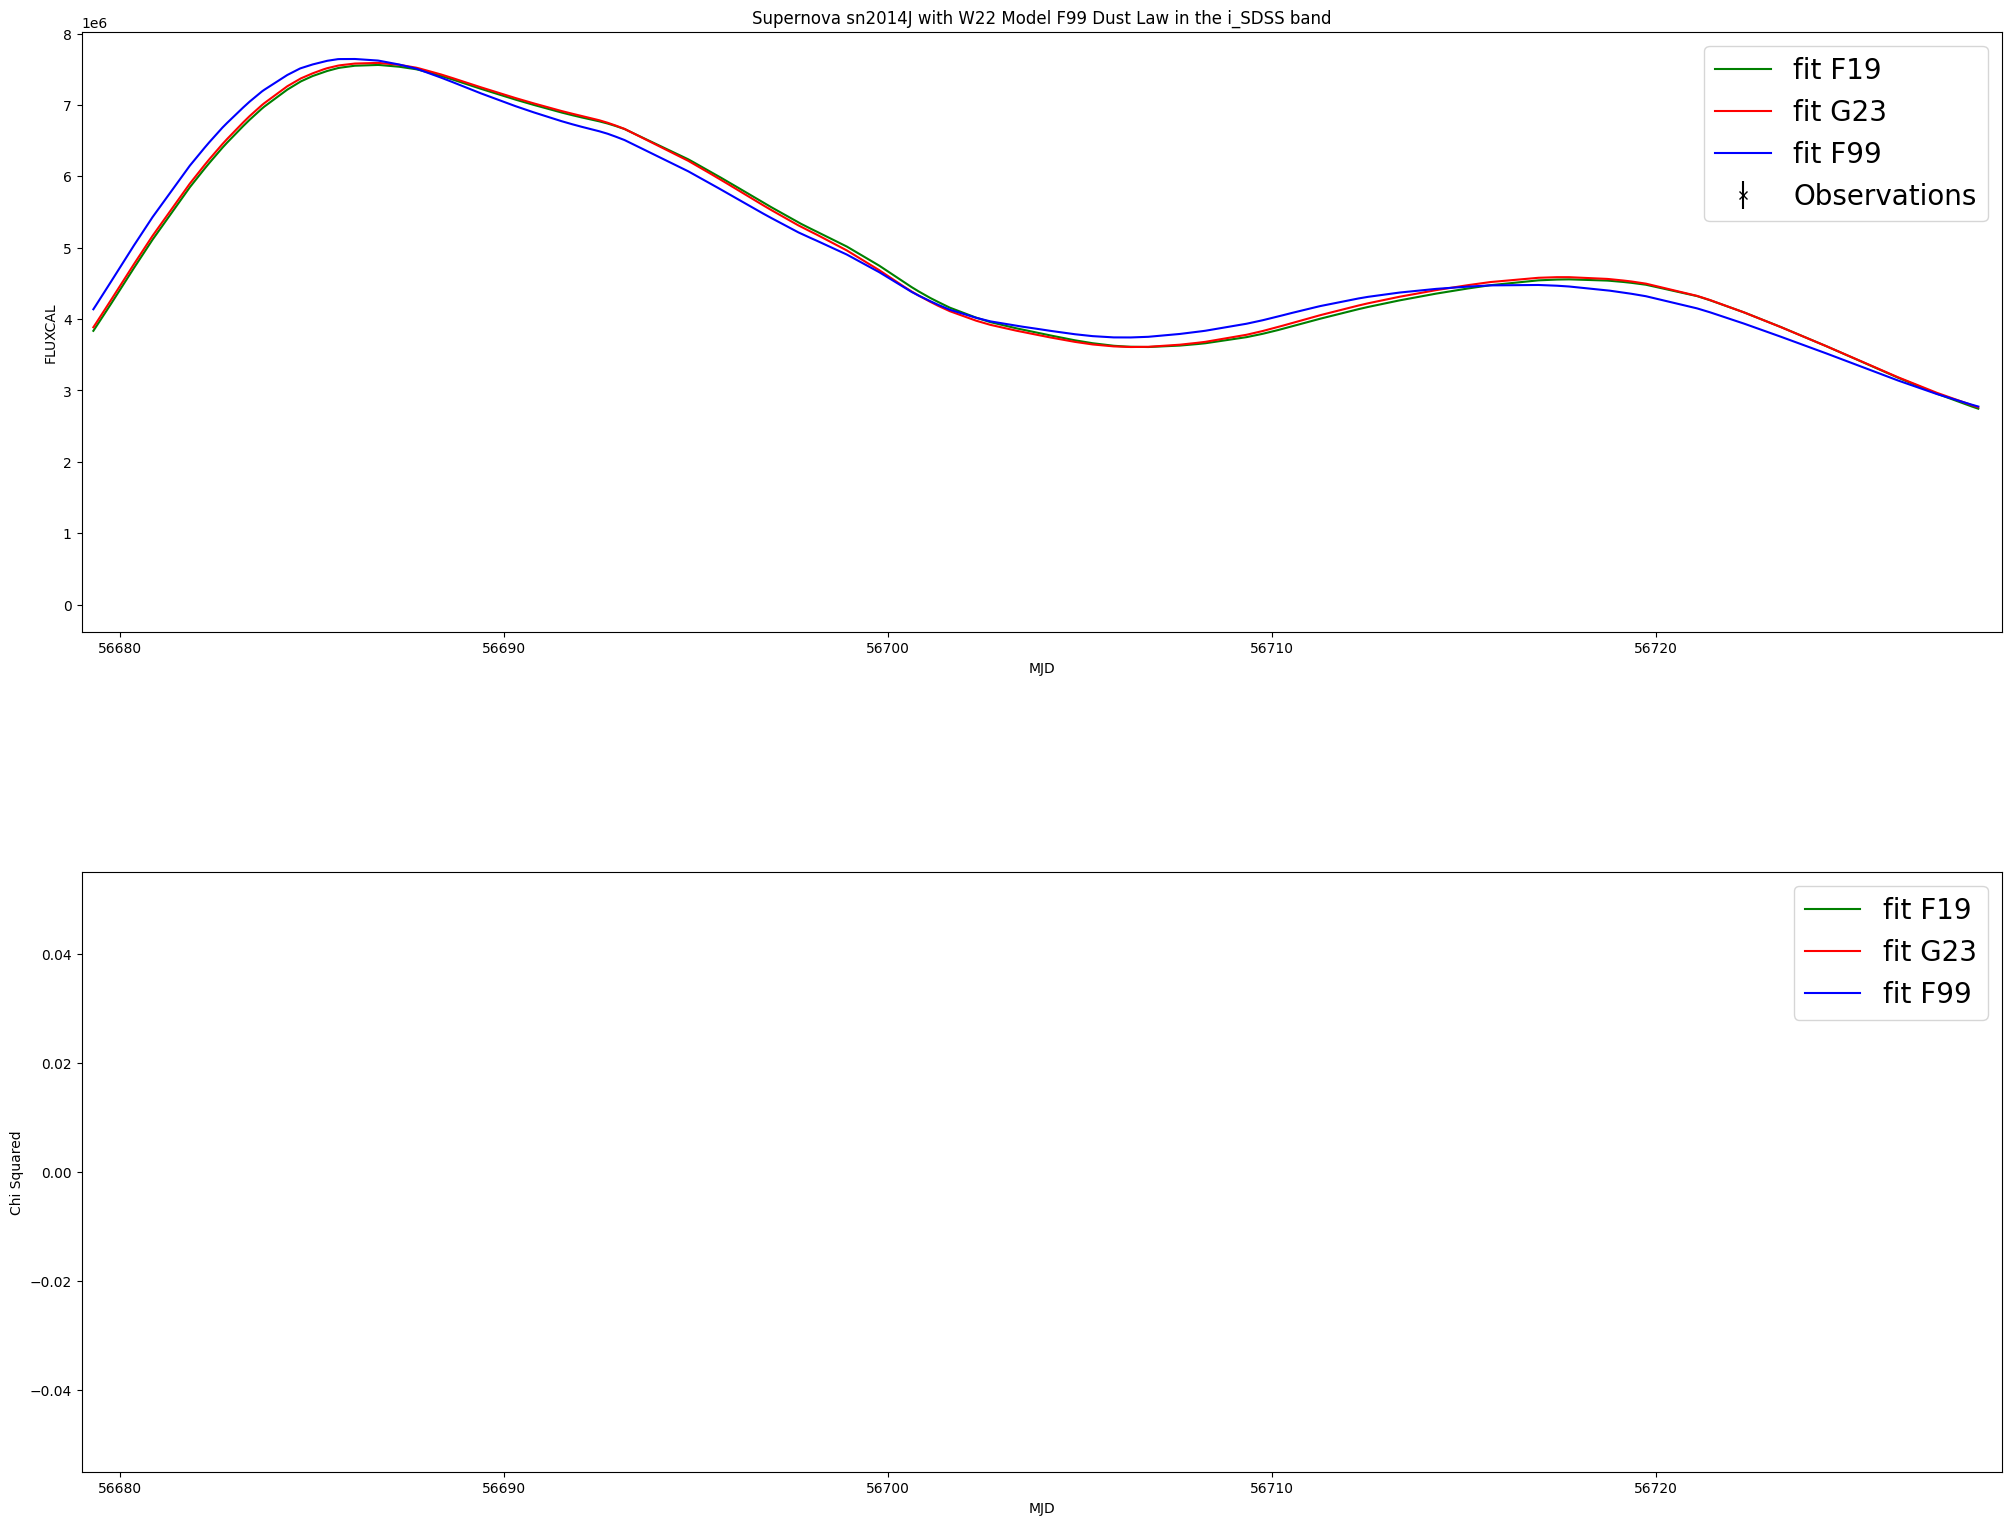 Supernova sn2014J with W22 Model F99 Dust Law in the i_SDSS band
1e6
8
7
6
5
4
3
2
1
0
FLUXCAL
fit F19
fit G23
fit F99
Observations
56680 56690 56700 56710 56720
MJD
0.04
0.02
0.00
−0.02
−0.04
Chi Squared
fit F19
fit G23
fit F99
56680 56690 56700 56710 56720
MJD